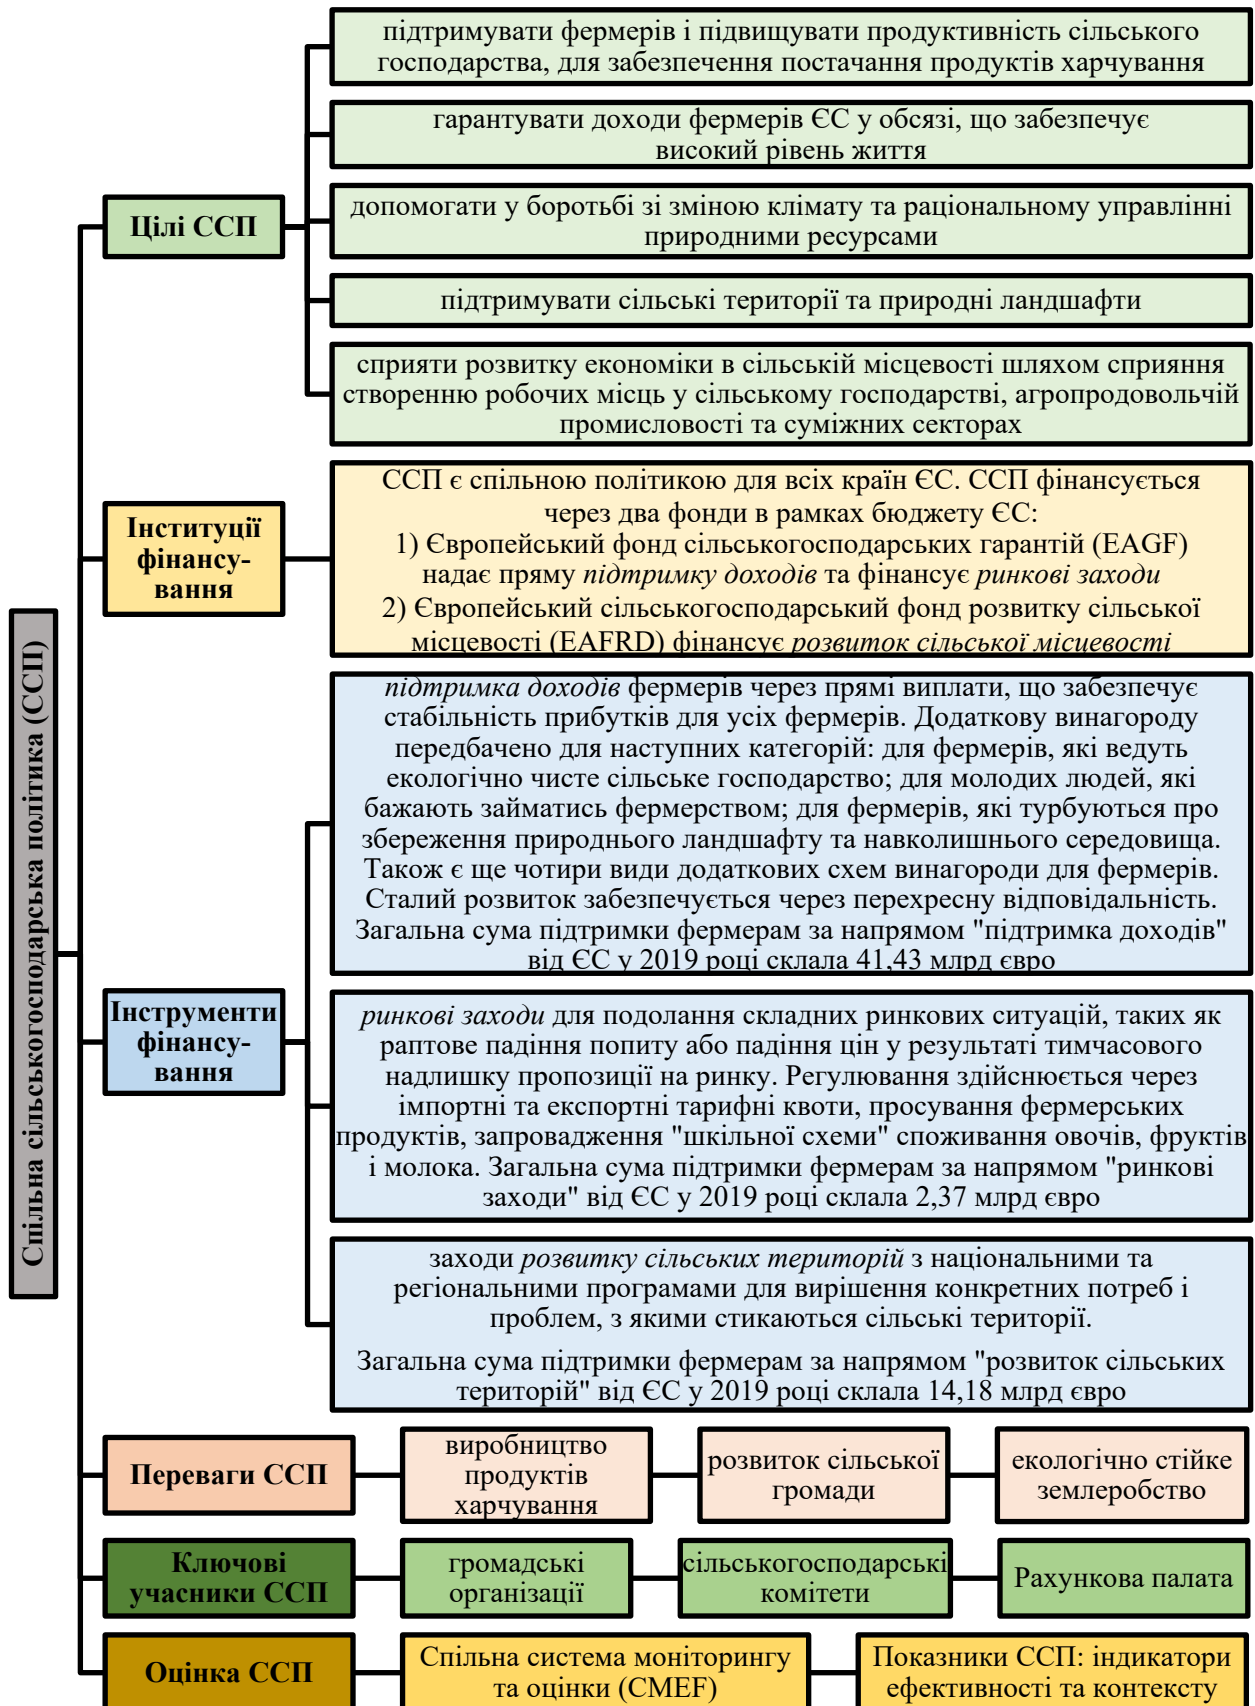 Спільна сільськогосподарська політика (ССП)
Цілі ССП
підтримувати фермерів і підвищувати продуктивність сільського
господарства, для забезпечення постачання продуктів харчування
гарантувати доходи фермерів ЄС у обсязі, що забезпечує
високий рівень життя
допомогати у боротьбі зі зміною клімату та раціональному управлінні
природними ресурсами
підтримувати сільські території та природні ландшафти
сприяти розвитку економіки в сільській місцевості шляхом сприяння
створенню робочих місць у сільському господарстві, агропродовольчій
промисловості та суміжних секторах
Інституції
фінансу-
вання
ССП є спільною політикою для всіх країн ЄС. ССП фінансується
через два фонди в рамках бюджету ЄС:
1) Європейський фонд сільськогосподарських гарантій (EAGF)
надає пряму підтримку доходів та фінансує ринкові заходи
2) Європейський сільськогосподарський фонд розвитку сільської
місцевості (EAFRD) фінансує розвиток сільської місцевості
Інструменти
фінансу-
вання
підтримка доходів фермерів через прямі виплати, що забезпечує
стабільність прибутків для усіх фермерів. Додаткову винагороду
передбачено для наступних категорій: для фермерів, які ведуть
екологічно чисте сільське господарство; для молодих людей, які
бажають займатись фермерством; для фермерів, які турбуються про
збереження природнього ландшафту та навколишнього середовища.
Також є ще чотири види додаткових схем винагороди для фермерів.
Сталий розвиток забезпечується через перехресну відповідальність.
Загальна сума підтримки фермерам за напрямом "підтримка доходів"
від ЄС у 2019 році склала 41,43 млрд євро
ринкові заходи для подолання складних ринкових ситуацій, таких як
раптове падіння попиту або падіння цін у результаті тимчасового
надлишку пропозиції на ринку. Регулювання здійснюється через
імпортні та експортні тарифні квоти, просування фермерських
продуктів, запровадження "шкільної схеми" споживання овочів, фруктів
і молока. Загальна сума підтримки фермерам за напрямом "ринкові
заходи" від ЄС у 2019 році склала 2,37 млрд євро
заходи розвитку сільських територій з національними та
регіональними програмами для вирішення конкретних потреб і
проблем, з якими стикаються сільські території.
Загальна сума підтримки фермерам за напрямом "розвиток сільських
територій" від ЄС у 2019 році склала 14,18 млрд євро
Переваги ССП
виробництво
продуктів
харчування
розвиток сільської
громади
екологічно стійке
землеробство
Ключові
учасники ССП
громадські
організації
сільськогосподарські
комітети
Рахункова палата
Оцінка ССП
Спільна система моніторингу
та оцінки (CMEF)
Показники ССП: індикатори
ефективності та контексту